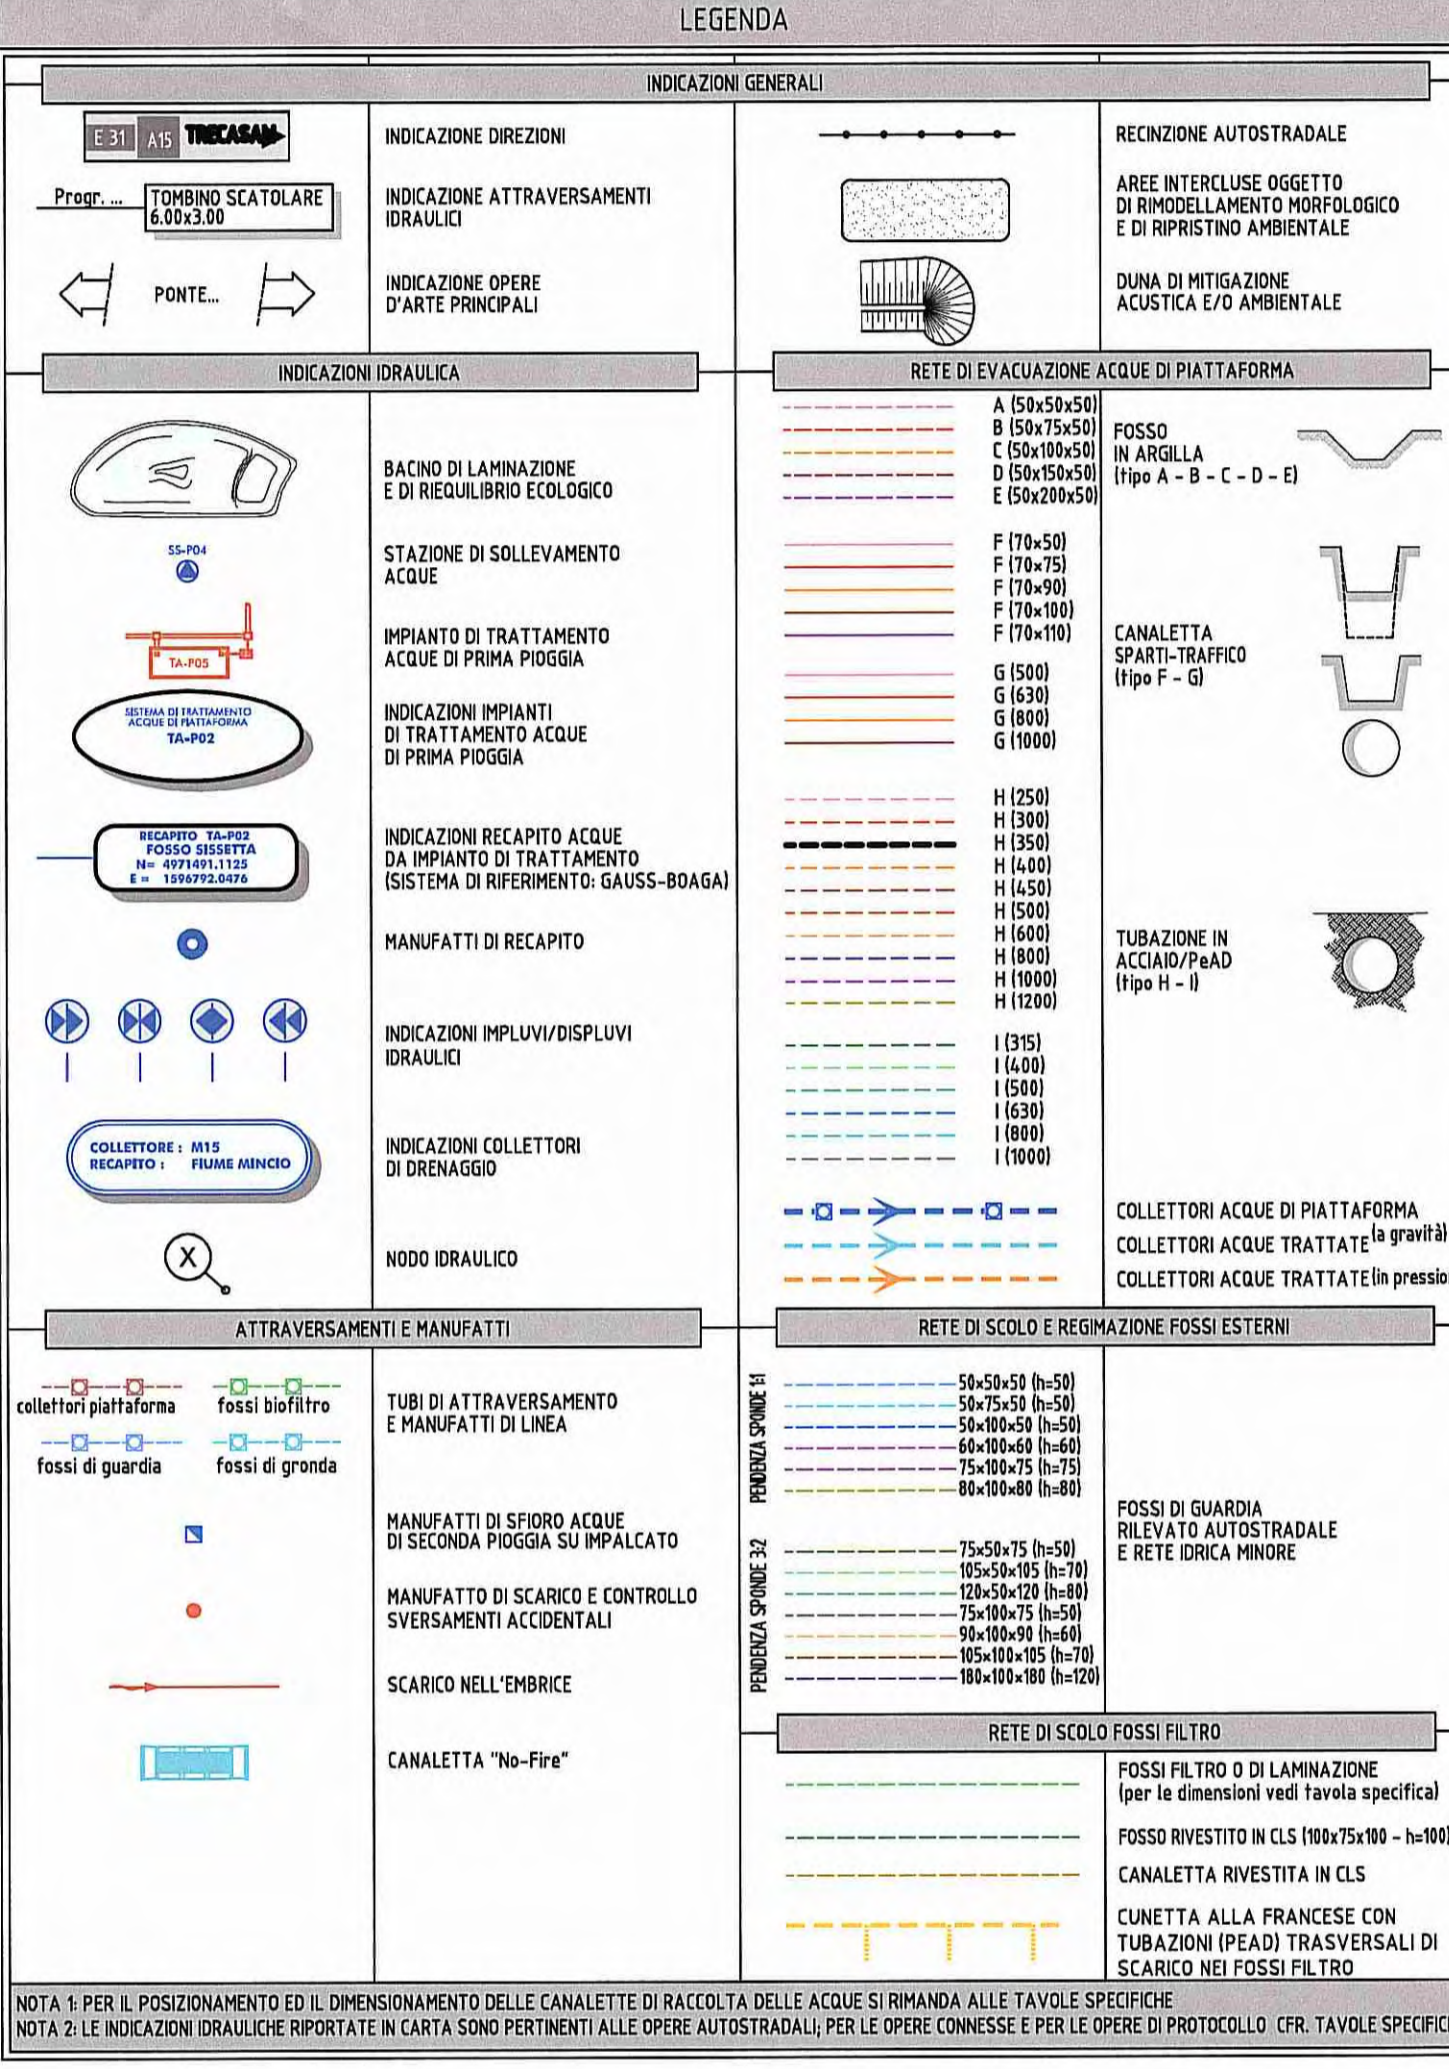 LEGENDA
INDICAZIONI GENERALI
E 31 A15 TRECASALI
INDICAZIONE DIREZIONI
Progr. ...
TOMBINO SCATOLARE
6.00x3.00
INDICAZIONE ATTRAVERSAMENTI
IDRAULICI
PONTE...
INDICAZIONE OPERE
D'ARTE PRINCIPALI
RECINZIONE AUTOSTRADALE
AREE INTERCLUSE OGGETTO
DI RIMODELLAMENTO MORFOLOGICO
E DI RIPRISTINO AMBIENTALE
DUNA DI MITIGAZIONE
ACUSTICA E/O AMBIENTALE
INDICAZIONI IDRAULICA
BACINO DI LAMINAZIONE
E DI RIEQUILIBRIO ECOLOGICO
SS-P04
STAZIONE DI SOLLEVAMENTO
ACQUE
TA-P05
IMPIANTO DI TRATTAMENTO
ACQUE DI PRIMA PIOGGIA
SISTEMA DI TRATTAMENTO
ACQUE DI PIATTAFORMA
TA-P02
INDICAZIONI IMPIANTI
DI TRATTAMENTO ACQUE
DI PRIMA PIOGGIA
RECAPITO TA-P02
FOSSO SISSETTA
N= 4971491.1125
E = 1596792.0476
INDICAZIONI RECAPITO ACQUE
DA IMPIANTO DI TRATTAMENTO
(SISTEMA DI RIFERIMENTO: GAUSS-BOAGA)
MANUFATTI DI RECAPITO
INDICAZIONI IMPLUVI/DISPLUVI
IDRAULICI
COLLETTORE : M15
RECAPITO : FIUME MINCIO
INDICAZIONI COLLETTORI
DI DRENAGGIO
X
NODO IDRAULICO
RETE DI EVACUAZIONE ACQUE DI PIATTAFORMA
A (50x50x50)
B (50x75x50)
C (50x100x50)
D (50x150x50)
E (50x200x50)
FOSSO
IN ARGILLA
(tipo A - B - C - D - E)
F (70x50)
F (70x75)
F (70x90)
F (70x100)
F (70x110)
G (500)
G (630)
G (800)
G (1000)
CANALETTA
SPARTI-TRAFFICO
(tipo F - G)
H (250)
H (300)
H (350)
H (400)
H (450)
H (500)
H (600)
H (800)
H (1000)
H (1200)
I (315)
I (400)
I (500)
I (630)
I (800)
I (1000)
TUBAZIONE IN
ACCIAIO/PeAD
(tipo H - I)
COLLETTORI ACQUE DI PIATTAFORMA
COLLETTORI ACQUE TRATTATE (a gravità)
COLLETTORI ACQUE TRATTATE (in pression
ATTRAVERSAMENTI E MANUFATTI
collettori piattaforma fossi biofiltro
fossi di guardia fossi di gronda
TUBI DI ATTRAVERSAMENTO
E MANUFATTI DI LINEA
MANUFATTI DI SFIORO ACQUE
DI SECONDA PIOGGIA SU IMPALCATO
MANUFATTO DI SCARICO E CONTROLLO
SVERSAMENTI ACCIDENTALI
SCARICO NELL'EMBRICE
CANALETTA "No-Fire"
RETE DI SCOLO E REGIMAZIONE FOSSI ESTERNI
PENDENZA SPONDE 1:1
50x50x50 (h=50)
50x75x50 (h=50)
50x100x50 (h=50)
60x100x60 (h=60)
75x100x75 (h=75)
80x100x80 (h=80)
PENDENZA SPONDE 3:2
75x50x75 (h=50)
105x50x105 (h=70)
120x50x120 (h=80)
75x100x75 (h=50)
90x100x90 (h=60)
105x100x105 (h=70)
180x100x180 (h=120)
FOSSI DI GUARDIA
RILEVATO AUTOSTRADALE
E RETE IDRICA MINORE
RETE DI SCOLO FOSSI FILTRO
FOSSI FILTRO O DI LAMINAZIONE
(per le dimensioni vedi tavola specifica)
FOSSO RIVESTITO IN CLS (100x75x100 - h=100)
CANALETTA RIVESTITA IN CLS
CUNETTA ALLA FRANCESE CON
TUBAZIONI (PEAD) TRASVERSALI DI
SCARICO NEI FOSSI FILTRO
NOTA 1: PER IL POSIZIONAMENTO ED IL DIMENSIONAMENTO DELLE CANALETTE DI RACCOLTA DELLE ACQUE SI RIMANDA ALLE TAVOLE SPECIFICHE
NOTA 2: LE INDICAZIONI IDRAULICHE RIPORTATE IN CARTA SONO PERTINENTI ALLE OPERE AUTOSTRADALI; PER LE OPERE CONNESSE E PER LE OPERE DI PROTOCOLLO CFR. TAVOLE SPECIFIC